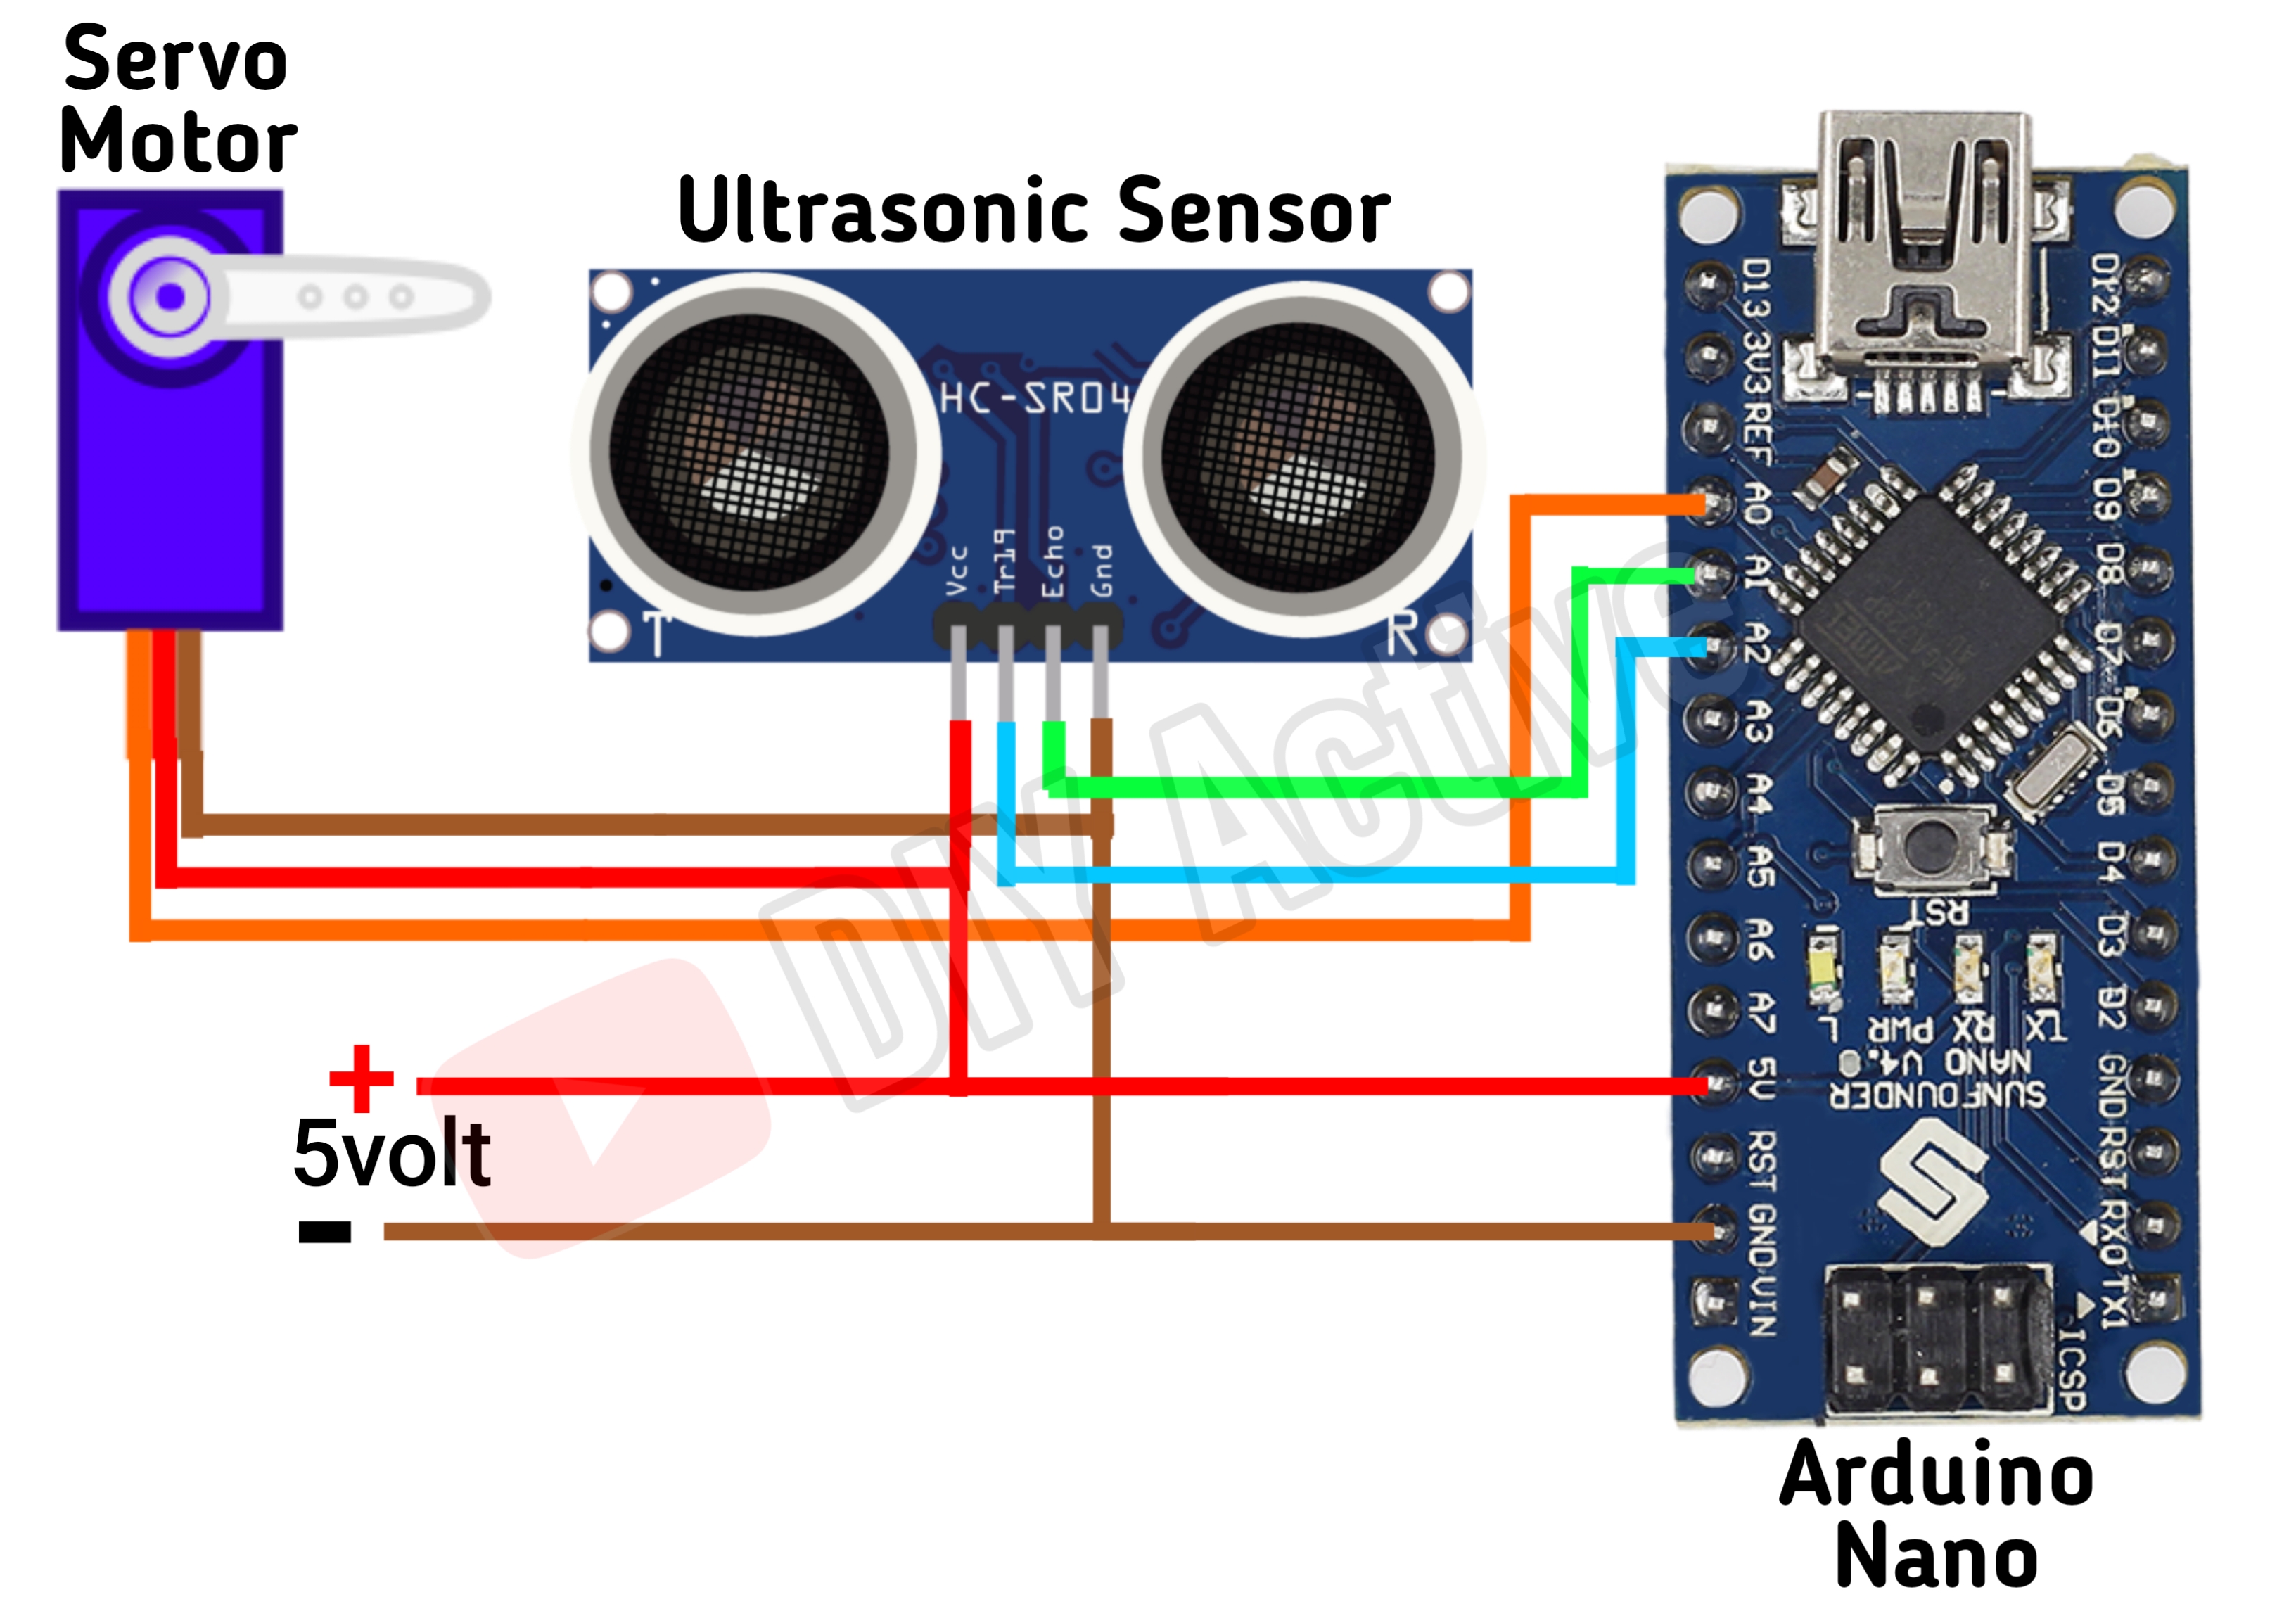 Servo
Motor
Ultrasonic Sensor
HC-SR04
Vcc
Trig
Echo
Gnd
T
R
D13
3V3
REF
A0
A1
A2
A3
A4
A5
A6
A7
5V
RST
GND
VIN
D12
D11
D10
D9
D8
D7
D6
D5
D4
D3
D2
GND
RST
RX0
TX1
RST
L
PWR
RX
TX
NANO V4.0
SUNFOUNDER
ICSP
DIY Active
+
5volt
-
Arduino
Nano